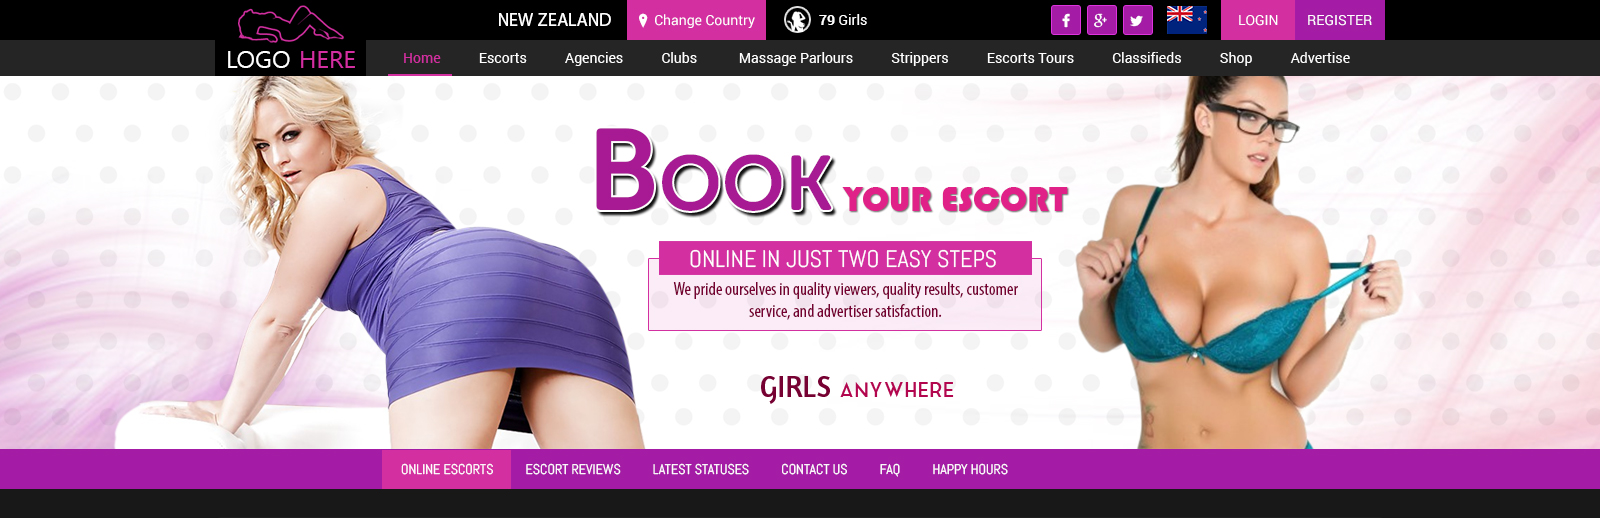 NEW ZEALAND
Change Country
79 Girls
LOGIN
REGISTER
LOGO HERE
Home
Escorts
Agencies
Clubs
Massage Parlours
Strippers
Escorts Tours
Classifieds
Shop
Advertise
BOOK YOUR ESCORT
ONLINE IN JUST TWO EASY STEPS
We pride ourselves in quality viewers, quality results, customer
service, and advertiser satisfaction.
GIRLS ANYWHERE
ONLINE ESCORTS
ESCORT REVIEWS
LATEST STATUSES
CONTACT US
FAQ
HAPPY HOURS